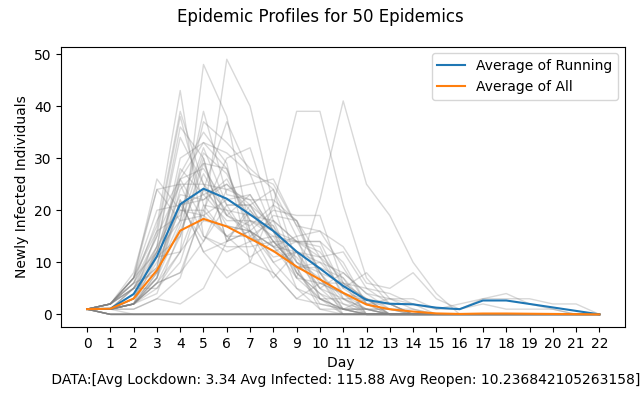 Epidemic Profiles for 50 Epidemics
50
40
30
20
10
0
Newly Infected Individuals
Average of Running
Average of All
0 1 2 3 4 5 6 7 8 9 10 11 12 13 14 15 16 17 18 19 20 21 22
Day
DATA:[Avg Lockdown: 3.34 Avg Infected: 115.88 Avg Reopen: 10.236842105263158]